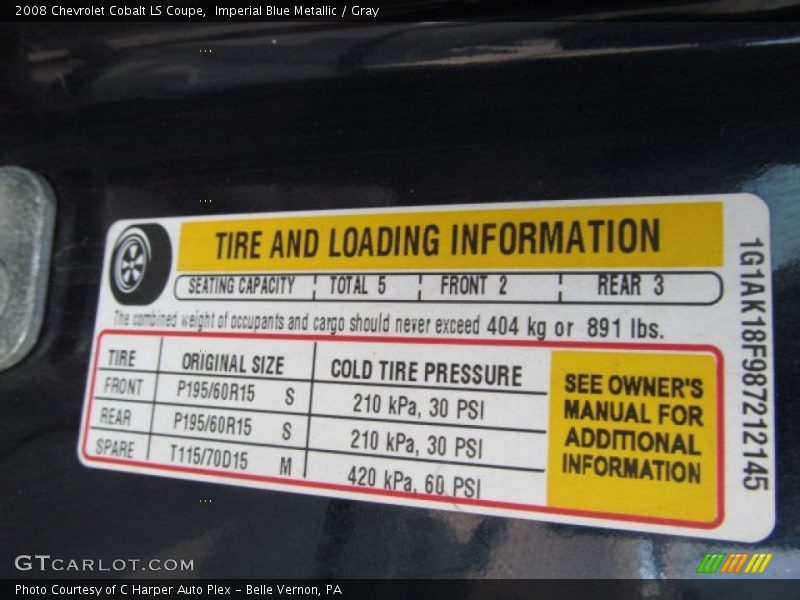 2008 Chevrolet Cobalt LS Coupe,  Imperial Blue Metallic / Gray
TIRE AND LOADING INFORMATION
SEATING CAPACITY TOTAL 5 FRONT 2 REAR 3
The combined weight of occupants and cargo should never exceed 404 kg or 891 lbs.
TIRE ORIGINAL SIZE COLD TIRE PRESSURE
FRONT P195/60R15 S 210 kPa, 30 PSI
REAR P195/60R15 S 210 kPa, 30 PSI
SPARE T115/70D15 M 420 kPa, 60 PSI
SEE OWNER'S
MANUAL FOR
ADDITIONAL
INFORMATION
1G1AK18F987212145
GTCARLOT.COM
Photo Courtesy of C Harper Auto Plex – Belle Vernon, PA